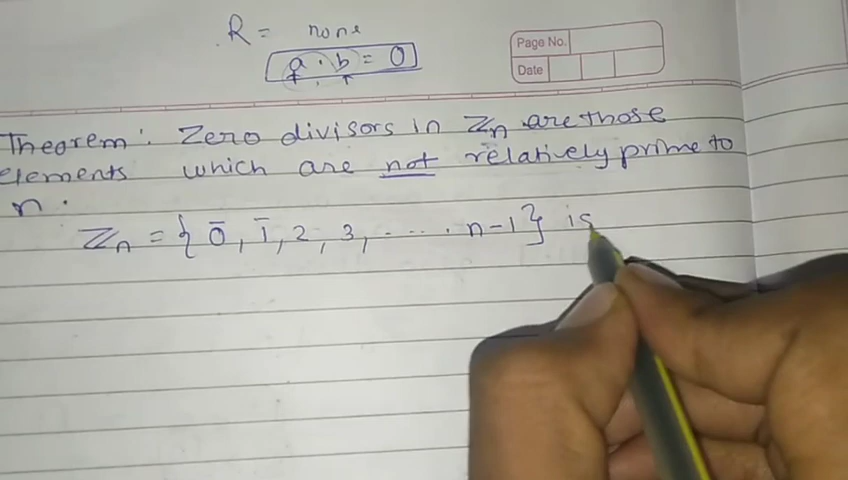 R = none
a · b = 0
Page No.
Date
Theorem: Zero divisors in Zn are those
elements which are not relatively prime to
n.
Zn = { 0̄, 1̄, 2, 3, ..... n-1} is